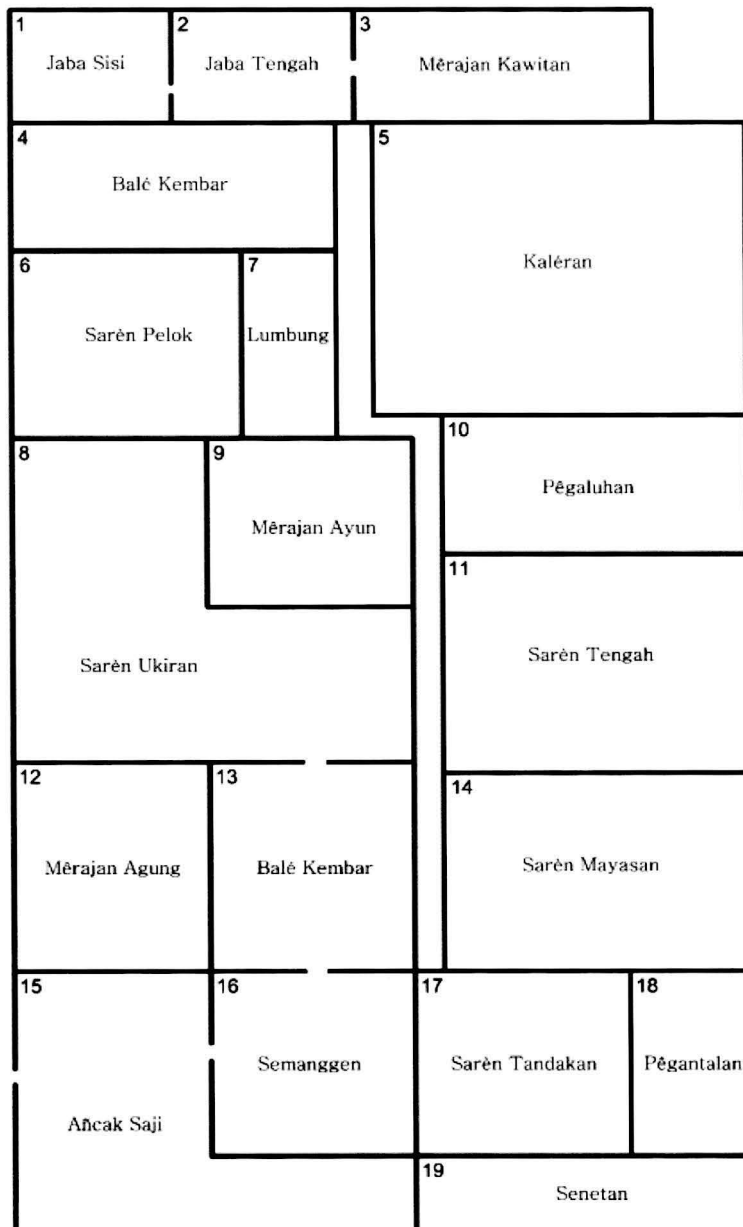 1
Jaba Sisi
2
Jaba Tengah
3
Mêrajan Kawitan
4
Balé Kembar
5
Kaléran
6
Sarèn Pelok
7
Lumbung
8
Sarèn Ukiran
9
Mêrajan Ayun
10
Pêgaluhan
11
Sarèn Tengah
12
Mêrajan Agung
13
Balé Kembar
14
Sarèn Mayasan
15
Añcak Saji
16
Semanggen
17
Sarèn Tandakan
18
Pêgantalan
19
Senetan